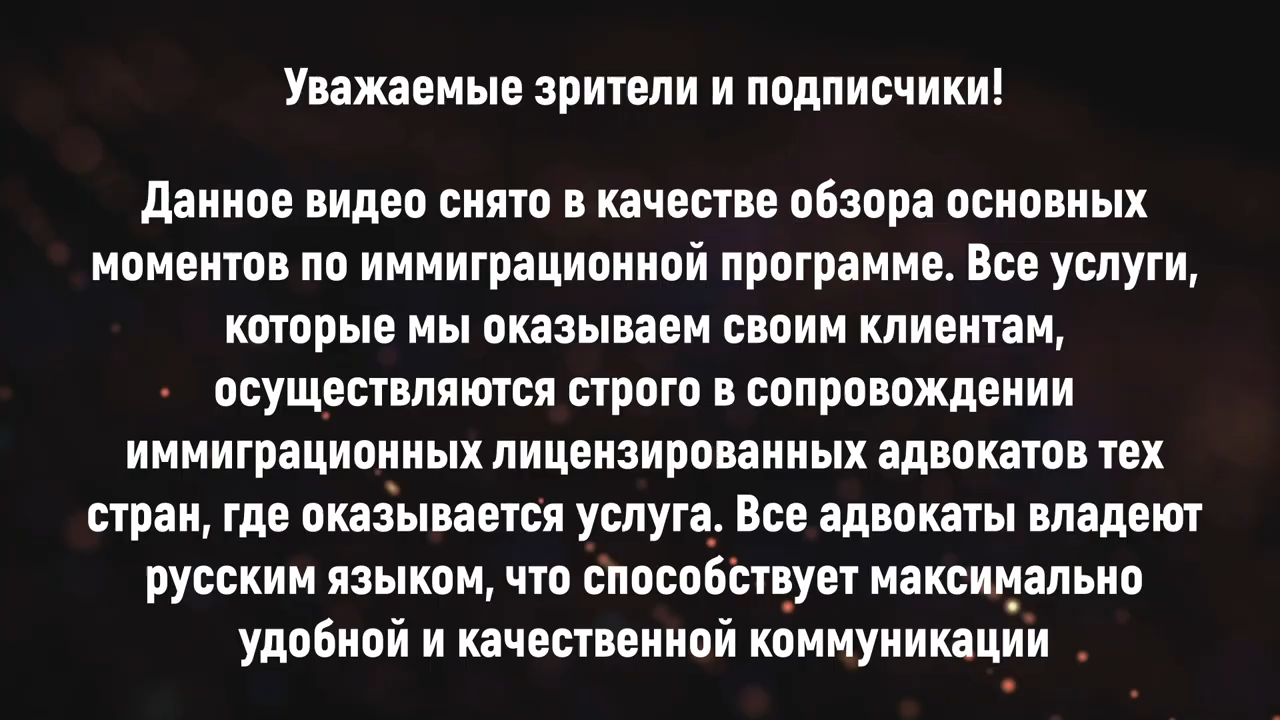 Уважаемые зрители и подписчики!
Данное видео снято в качестве обзора основных
моментов по иммиграционной программе. Все услуги,
которые мы оказываем своим клиентам,
осуществляются строго в сопровождении
иммиграционных лицензированных адвокатов тех
стран, где оказывается услуга. Все адвокаты владеют
русским языком, что способствует максимально
удобной и качественной коммуникации